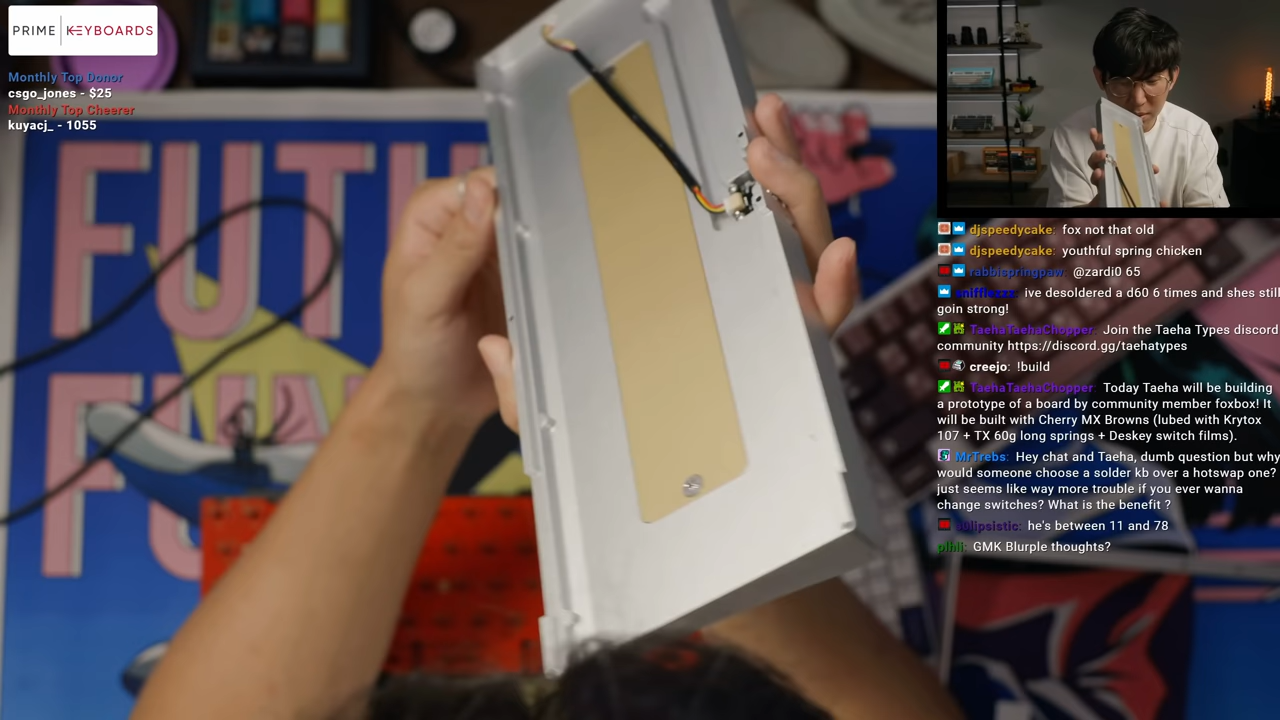 PRIME KEYBOARDS
Monthly Top Donor
csgo_jones - $25
Monthly Top Cheerer
kuyacj_ - 1055
FUTU
FUN
djspeedycake: fox not that old
djspeedycake: youthful spring chicken
rabbispringpaw: @zardi0 65
snifflaxxx: ive desoldered a d60 6 times and shes still
goin strong!
TaehaTaehaChopper: Join the Taeha Types discord
community https://discord.gg/taehatypes
creejo: !build
TaehaTaehaChopper: Today Taeha will be building
a prototype of a board by community member foxbox! It
will be built with Cherry MX Browns (lubed with Krytox
107 + TX 60g long springs + Deskey switch films).
MrTrebs: Hey chat and Taeha, dumb question but why
would someone choose a solder kb over a hotswap one?
just seems like way more trouble if you ever wanna
change switches? What is the benefit ?
he's between 11 and 78
GMK Blurple thoughts?